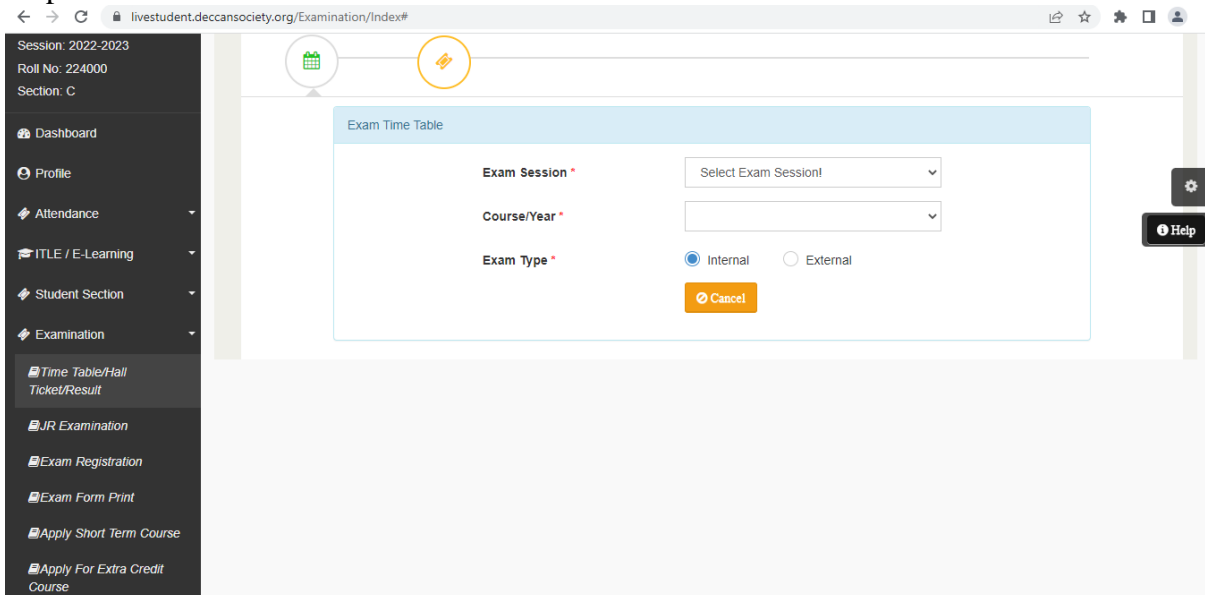 livestudent.deccansociety.org/Examination/Index#
Session: 2022-2023
Roll No: 224000
Section: C
Dashboard
Profile
Attendance
ITLE / E-Learning
Student Section
Examination
Time Table/Hall
Ticket/Result
JR Examination
Exam Registration
Exam Form Print
Apply Short Term Course
Apply For Extra Credit
Course
Exam Time Table
Exam Session *
Select Exam Session!
Course/Year *
Exam Type *
Internal External
Cancel
Help